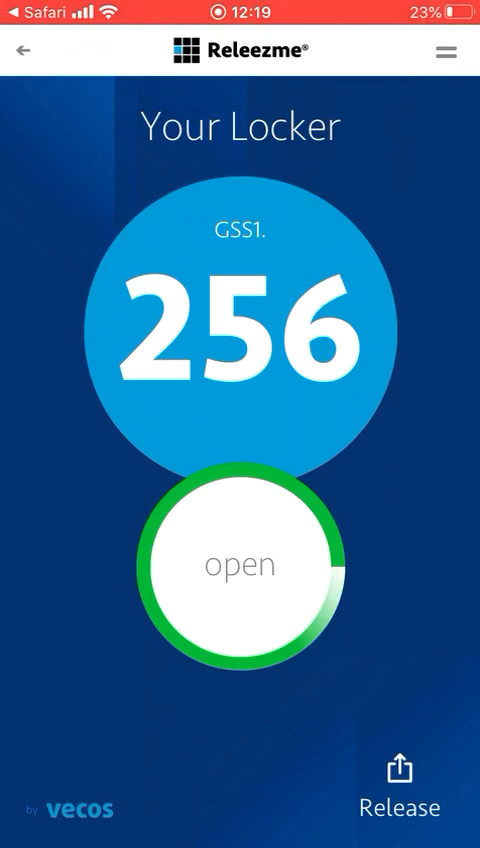 Safari 12:19 23%
Releezme®
Your Locker
GSS1.
256
open
by vecos
Release